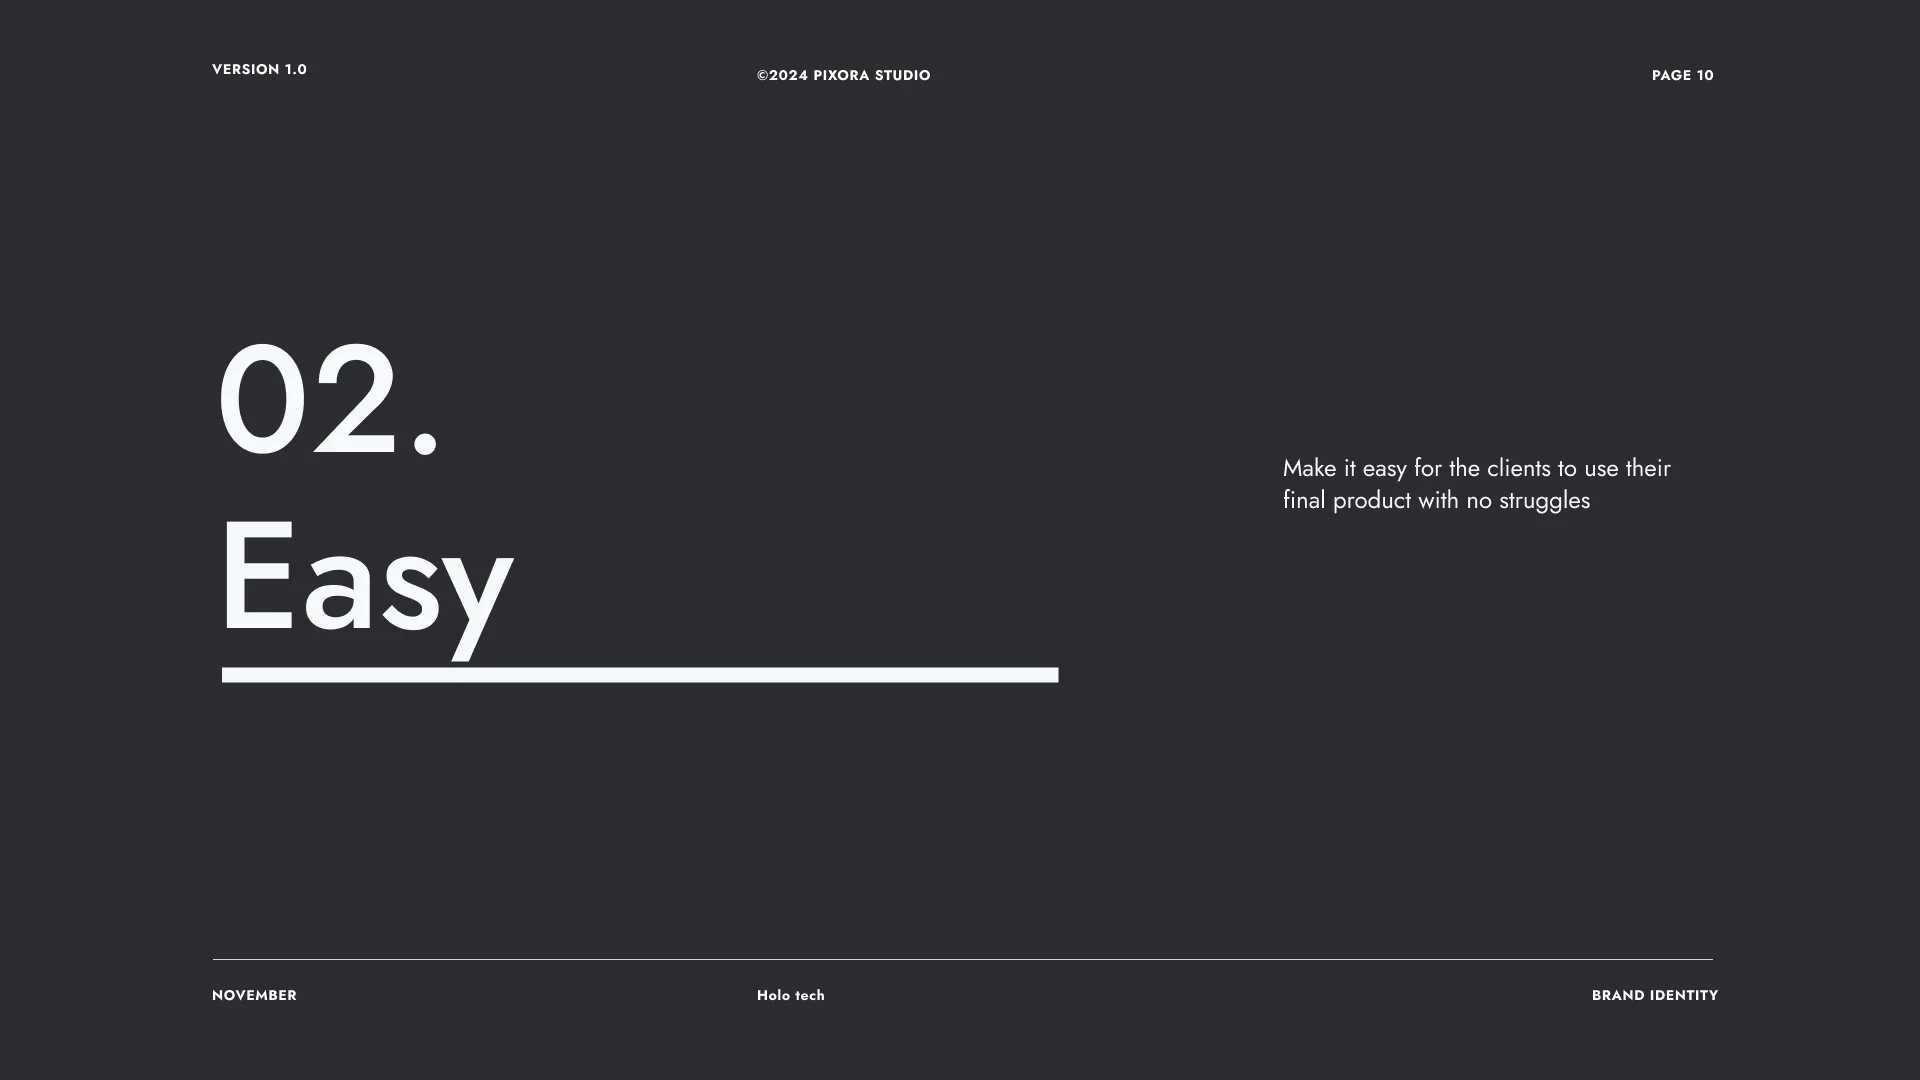 VERSION 1.0
©2024 PIXORA STUDIO
PAGE 10
02.
Easy
Make it easy for the clients to use their
final product with no struggles
NOVEMBER
Holo tech
BRAND IDENTITY